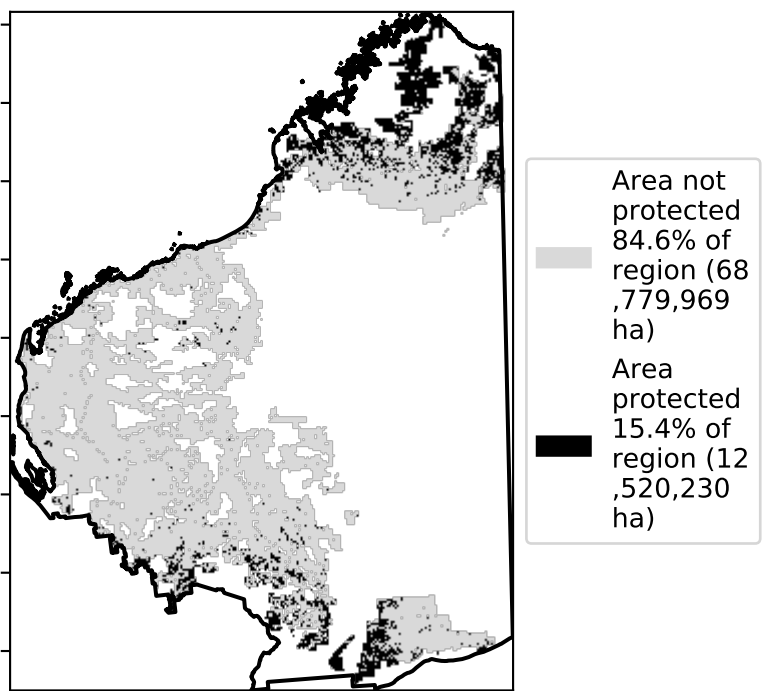 Area not
protected
84.6% of
region (68
,779,969
ha)
Area
protected
15.4% of
region (12
,520,230
ha)